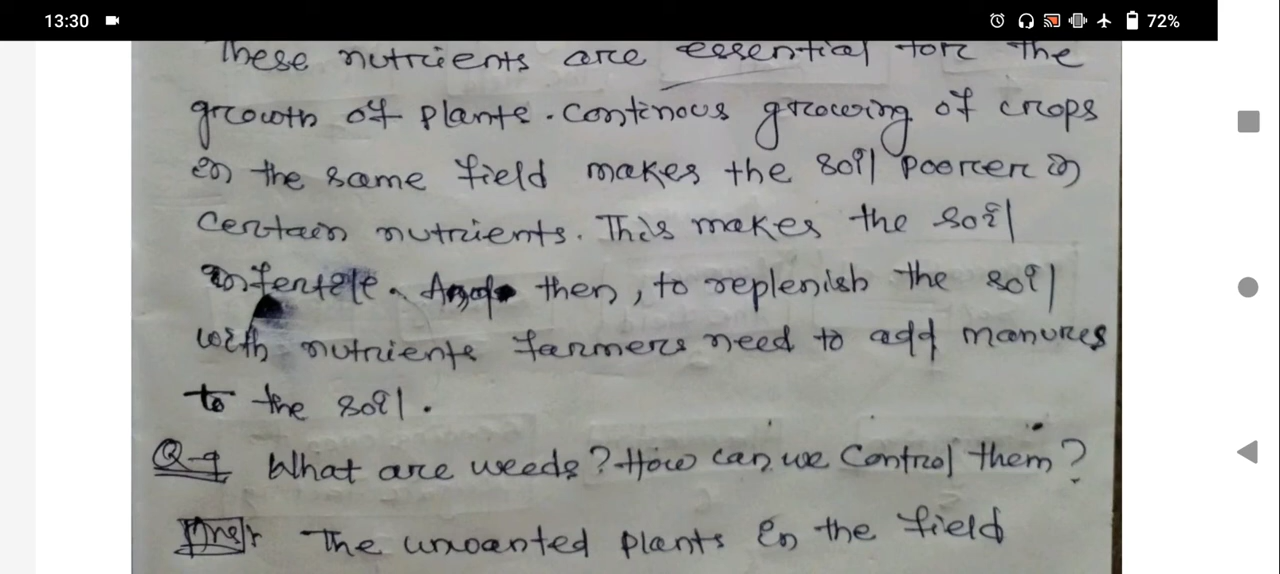 13:30 72%
These nutrients are essential for the
growth of plants. Continous growing of crops
in the same field makes the soil poorer in
certain nutrients. This makes the soil
infertile. And then, to replenish the soil
with nutrients farmers need to add manures
to the soil.
Q-9 What are weeds? How can we control them?
Ans: The unwanted plants in the field